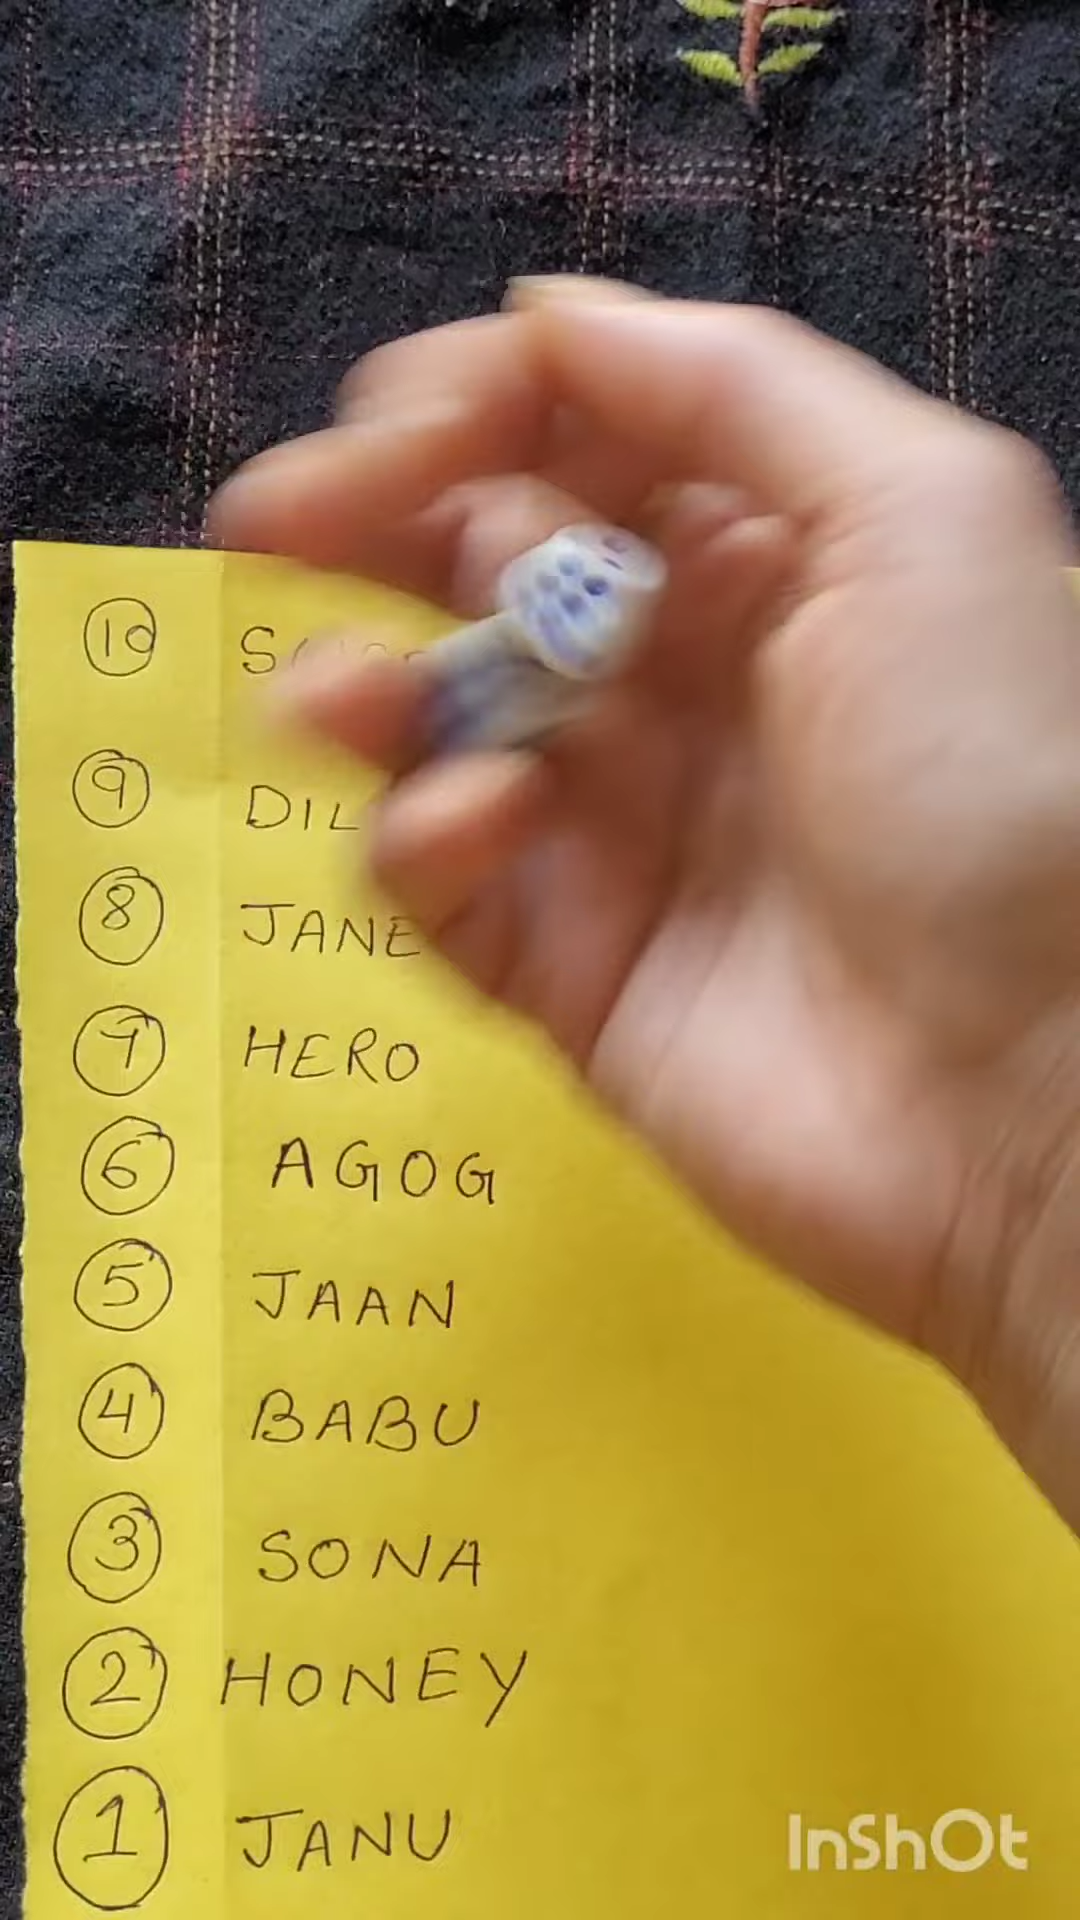 10
9 DIL
8 JANE
7 HERO
6 AGOG
5 JAAN
4 BABU
3 SONA
2 HONEY
1 JANU
InShOt